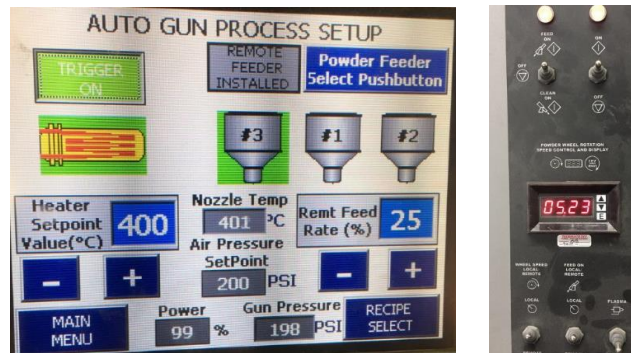 AUTO GUN PROCESS SETUP
TRIGGER
ON
REMOTE
FEEDER
INSTALLED
Powder Feeder
Select Pushbutton
#3
#1
#2
Heater
Setpoint
Value(°C)
400
Nozzle Temp
401 °C
Remt Feed
Rate (%)
25
Air Pressure
SetPoint
200 PSI
-
+
-
+
MAIN
MENU
Power
99 %
Gun Pressure
198 PSI
RECIPE
SELECT
FEED
ON
ON
OFF
CLEAN
ON
OFF
POWDER WHEEL ROTATION
SPEED CONTROL AND DISPLAY
05.23
E
WHEEL SPEED
LOCAL
REMOTE
FEED ON
LOCAL
REMOTE
LOCAL
LOCAL
PLASMA